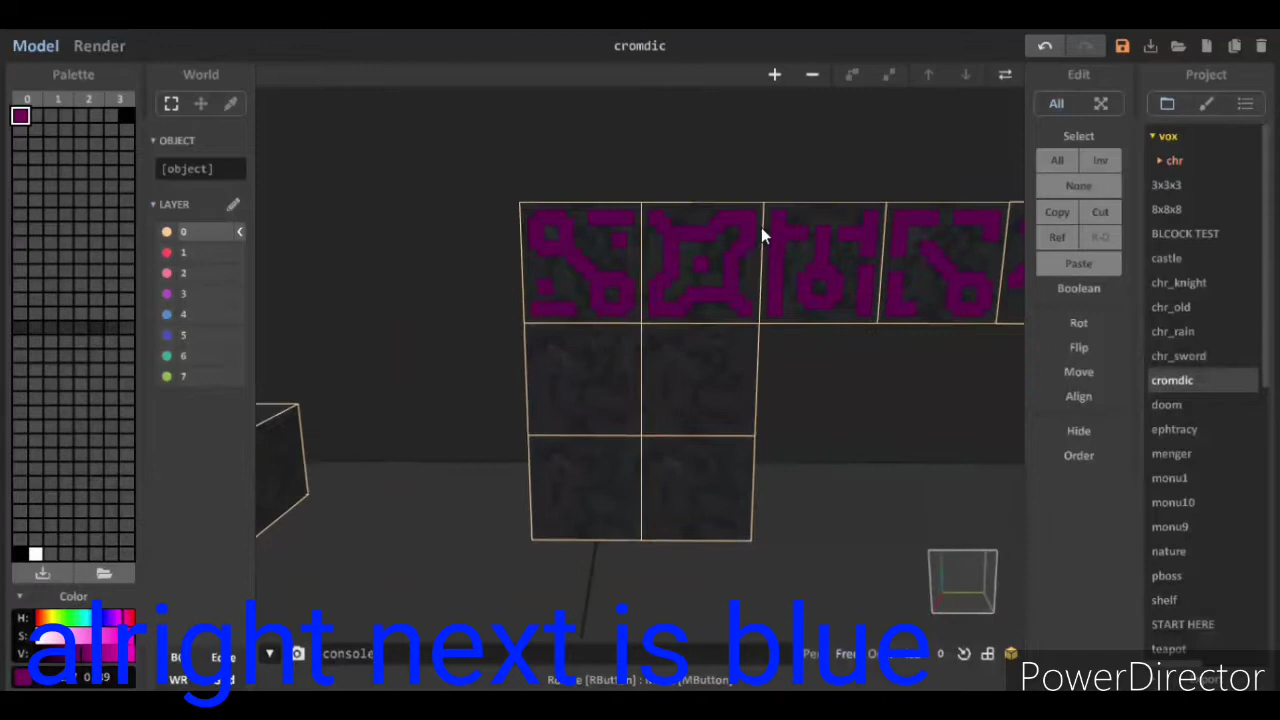 Model Render
cromdic
Palette
World
Edit
Project
0 1 2 3
All
OBJECT
Select
vox
[object]
All Inv
chr
None
3x3x3
LAYER
Copy Cut
8x8x8
0
Ref
BLCOCK TEST
1
Paste
castle
2
Boolean
chr_knight
3
chr_old
4
Rot
chr_rain
5
Flip
chr_sword
6
Move
cromdic
7
Align
doom
Hide
ephtracy
Order
menger
monu1
monu10
monu9
nature
pboss
Color
shelf
H:
START HERE
S:
teapot
V:
console
Edge
0
alright next is blue
PowerDirector